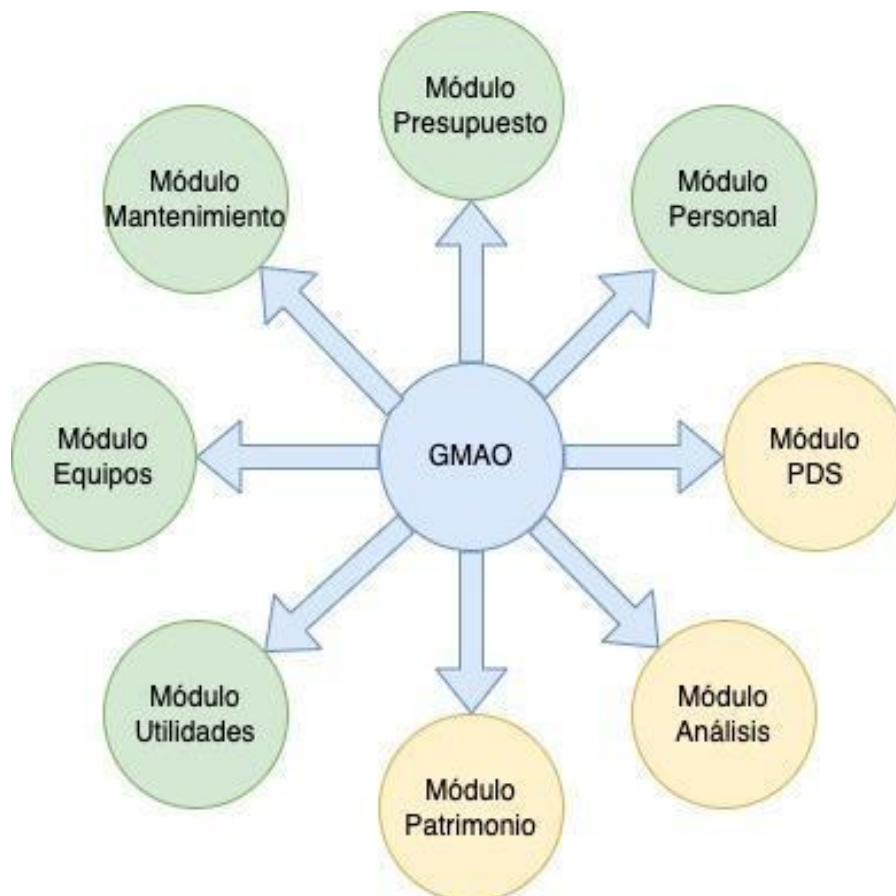 Módulo
Presupuesto
Módulo
Mantenimiento
Módulo
Personal
Módulo
Equipos
GMAO
Módulo
PDS
Módulo
Utilidades
Módulo
Análisis
Módulo
Patrimonio